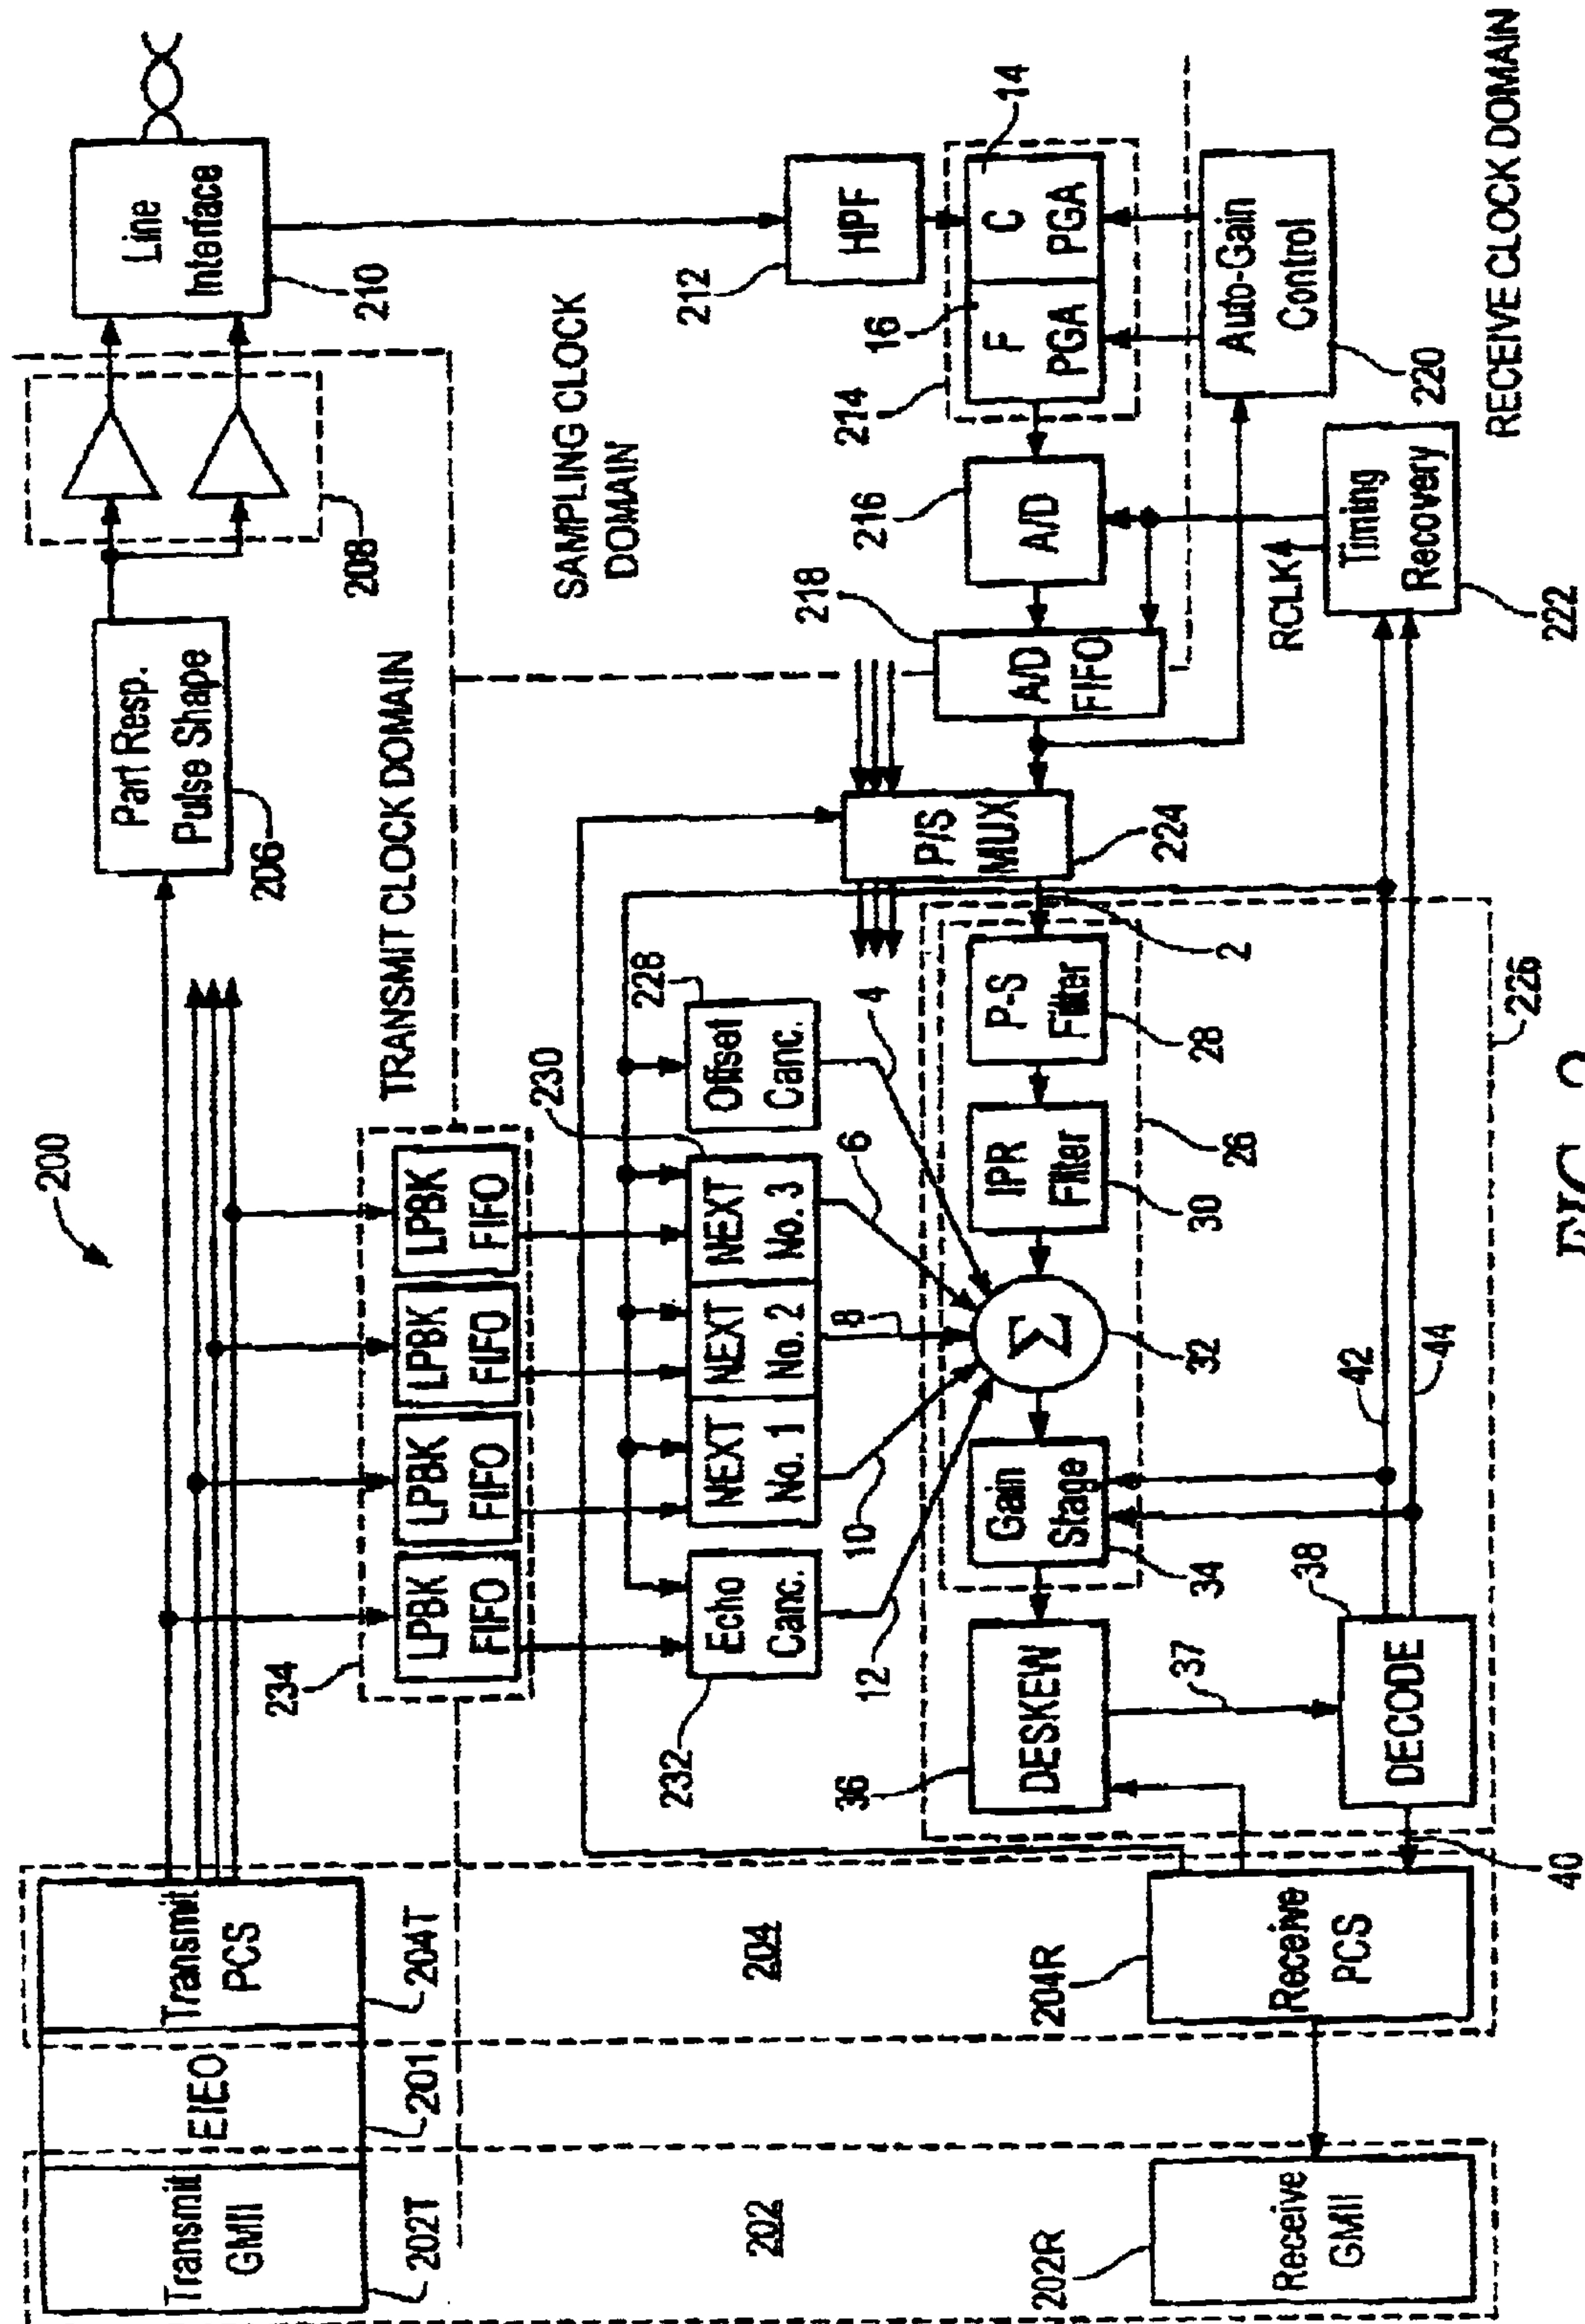 200
Transmit
GMII
202T
FIFO
201
Transmit
PCS
204T
Part Resp.
Pulse Shape
206
208
Line
Interface
210
TRANSMIT CLOCK DOMAIN
SAMPLING CLOCK
DOMAIN
234
LPBK
FIFO
LPBK
FIFO
LPBK
FIFO
LPBK
FIFO
230
228
232
Echo
Canc.
NEXT
No. 1
NEXT
No. 2
NEXT
No. 3
Offset
Canc.
12
10
8
6
4
202
204
212
HPF
P/S
MUX
224
218
A/D
FIFO
216
A/D
214
16
F
PGA
C
PGA
14
36
DESKEW
Gain
Stage
34
Σ
32
IPR
Filter
30
P-S
Filter
28
26
2
37
38
DECODE
40
42
44
226
202R
Receive
GMII
204R
Receive
PCS
RCLK
Timing
Recovery
222
Auto-Gain
Control
220
RECEIVE CLOCK DOMAIN